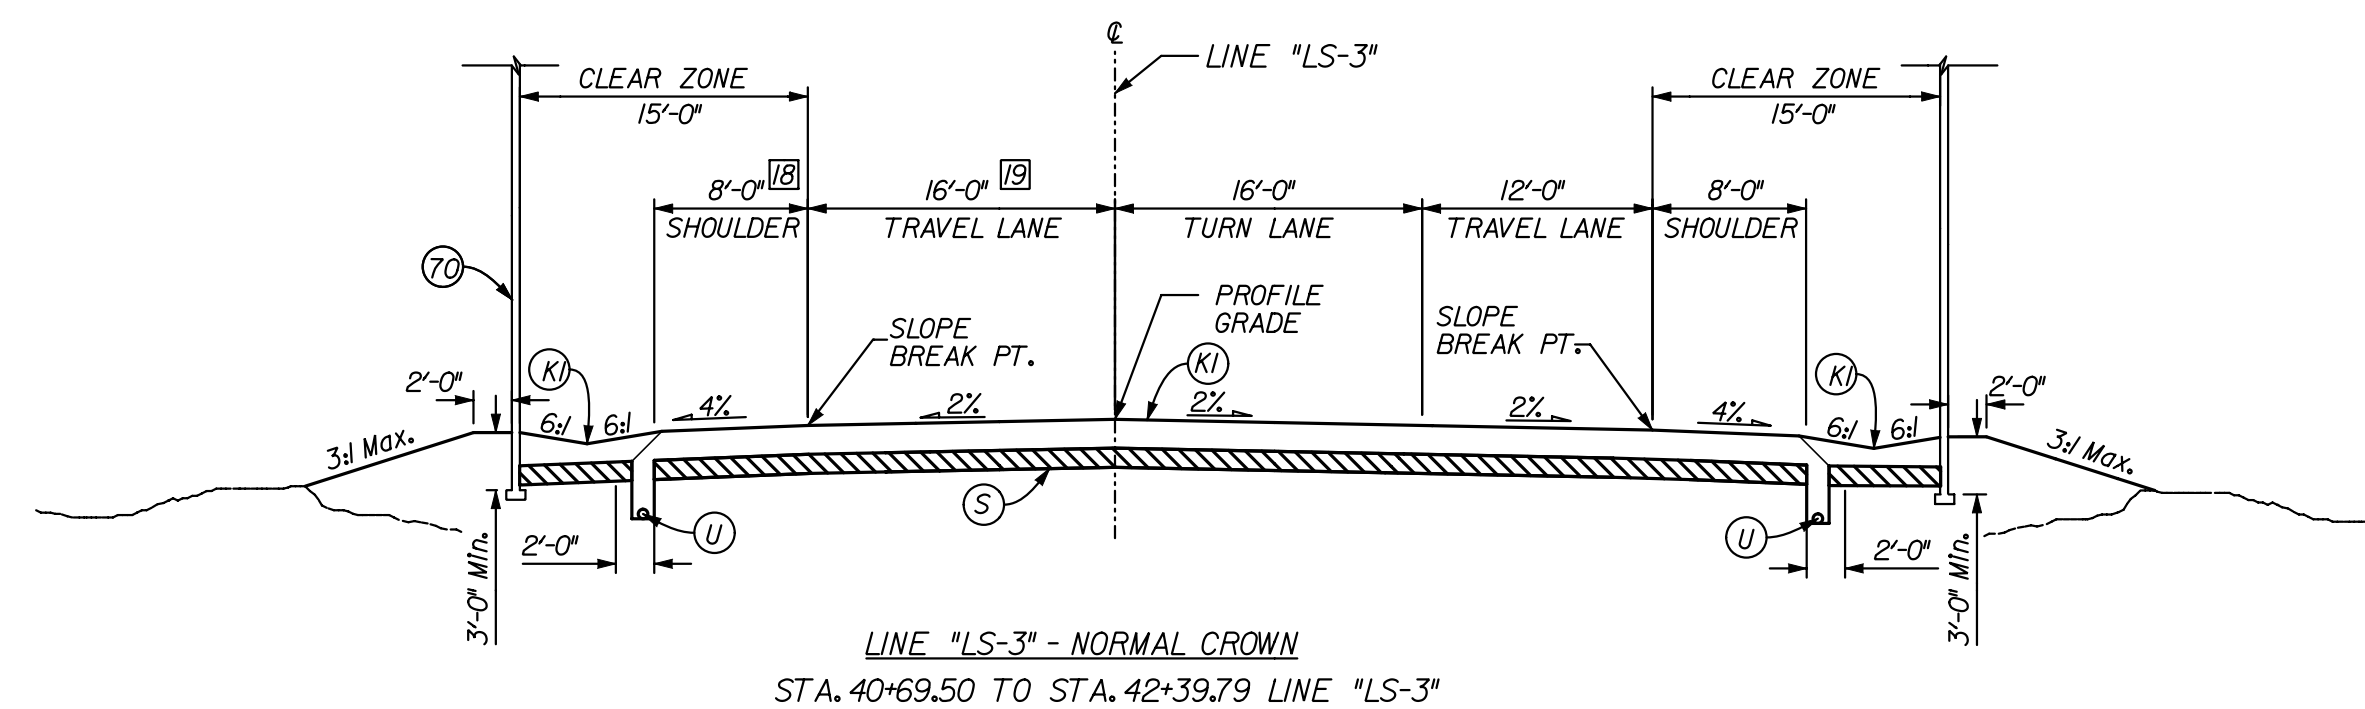 ℄
LINE "LS-3"
CLEAR ZONE
15'-0"
CLEAR ZONE
15'-0"
8'-0" 18
SHOULDER
16'-0" 19
TRAVEL LANE
16'-0"
TURN LANE
12'-0"
TRAVEL LANE
8'-0"
SHOULDER
70
PROFILE
GRADE
SLOPE
BREAK PT.
SLOPE
BREAK PT.
K1
K1
K1
2'-0"
2'-0"
3:1 Max.
6:1
6:1
4%
2%
2%
2%
4%
6:1
6:1
3:1 Max.
S
U
U
2'-0"
2'-0"
3'-0" Min.
3'-0" Min.
LINE "LS-3" - NORMAL CROWN
STA. 40+69.50 TO STA. 42+39.79 LINE "LS-3"